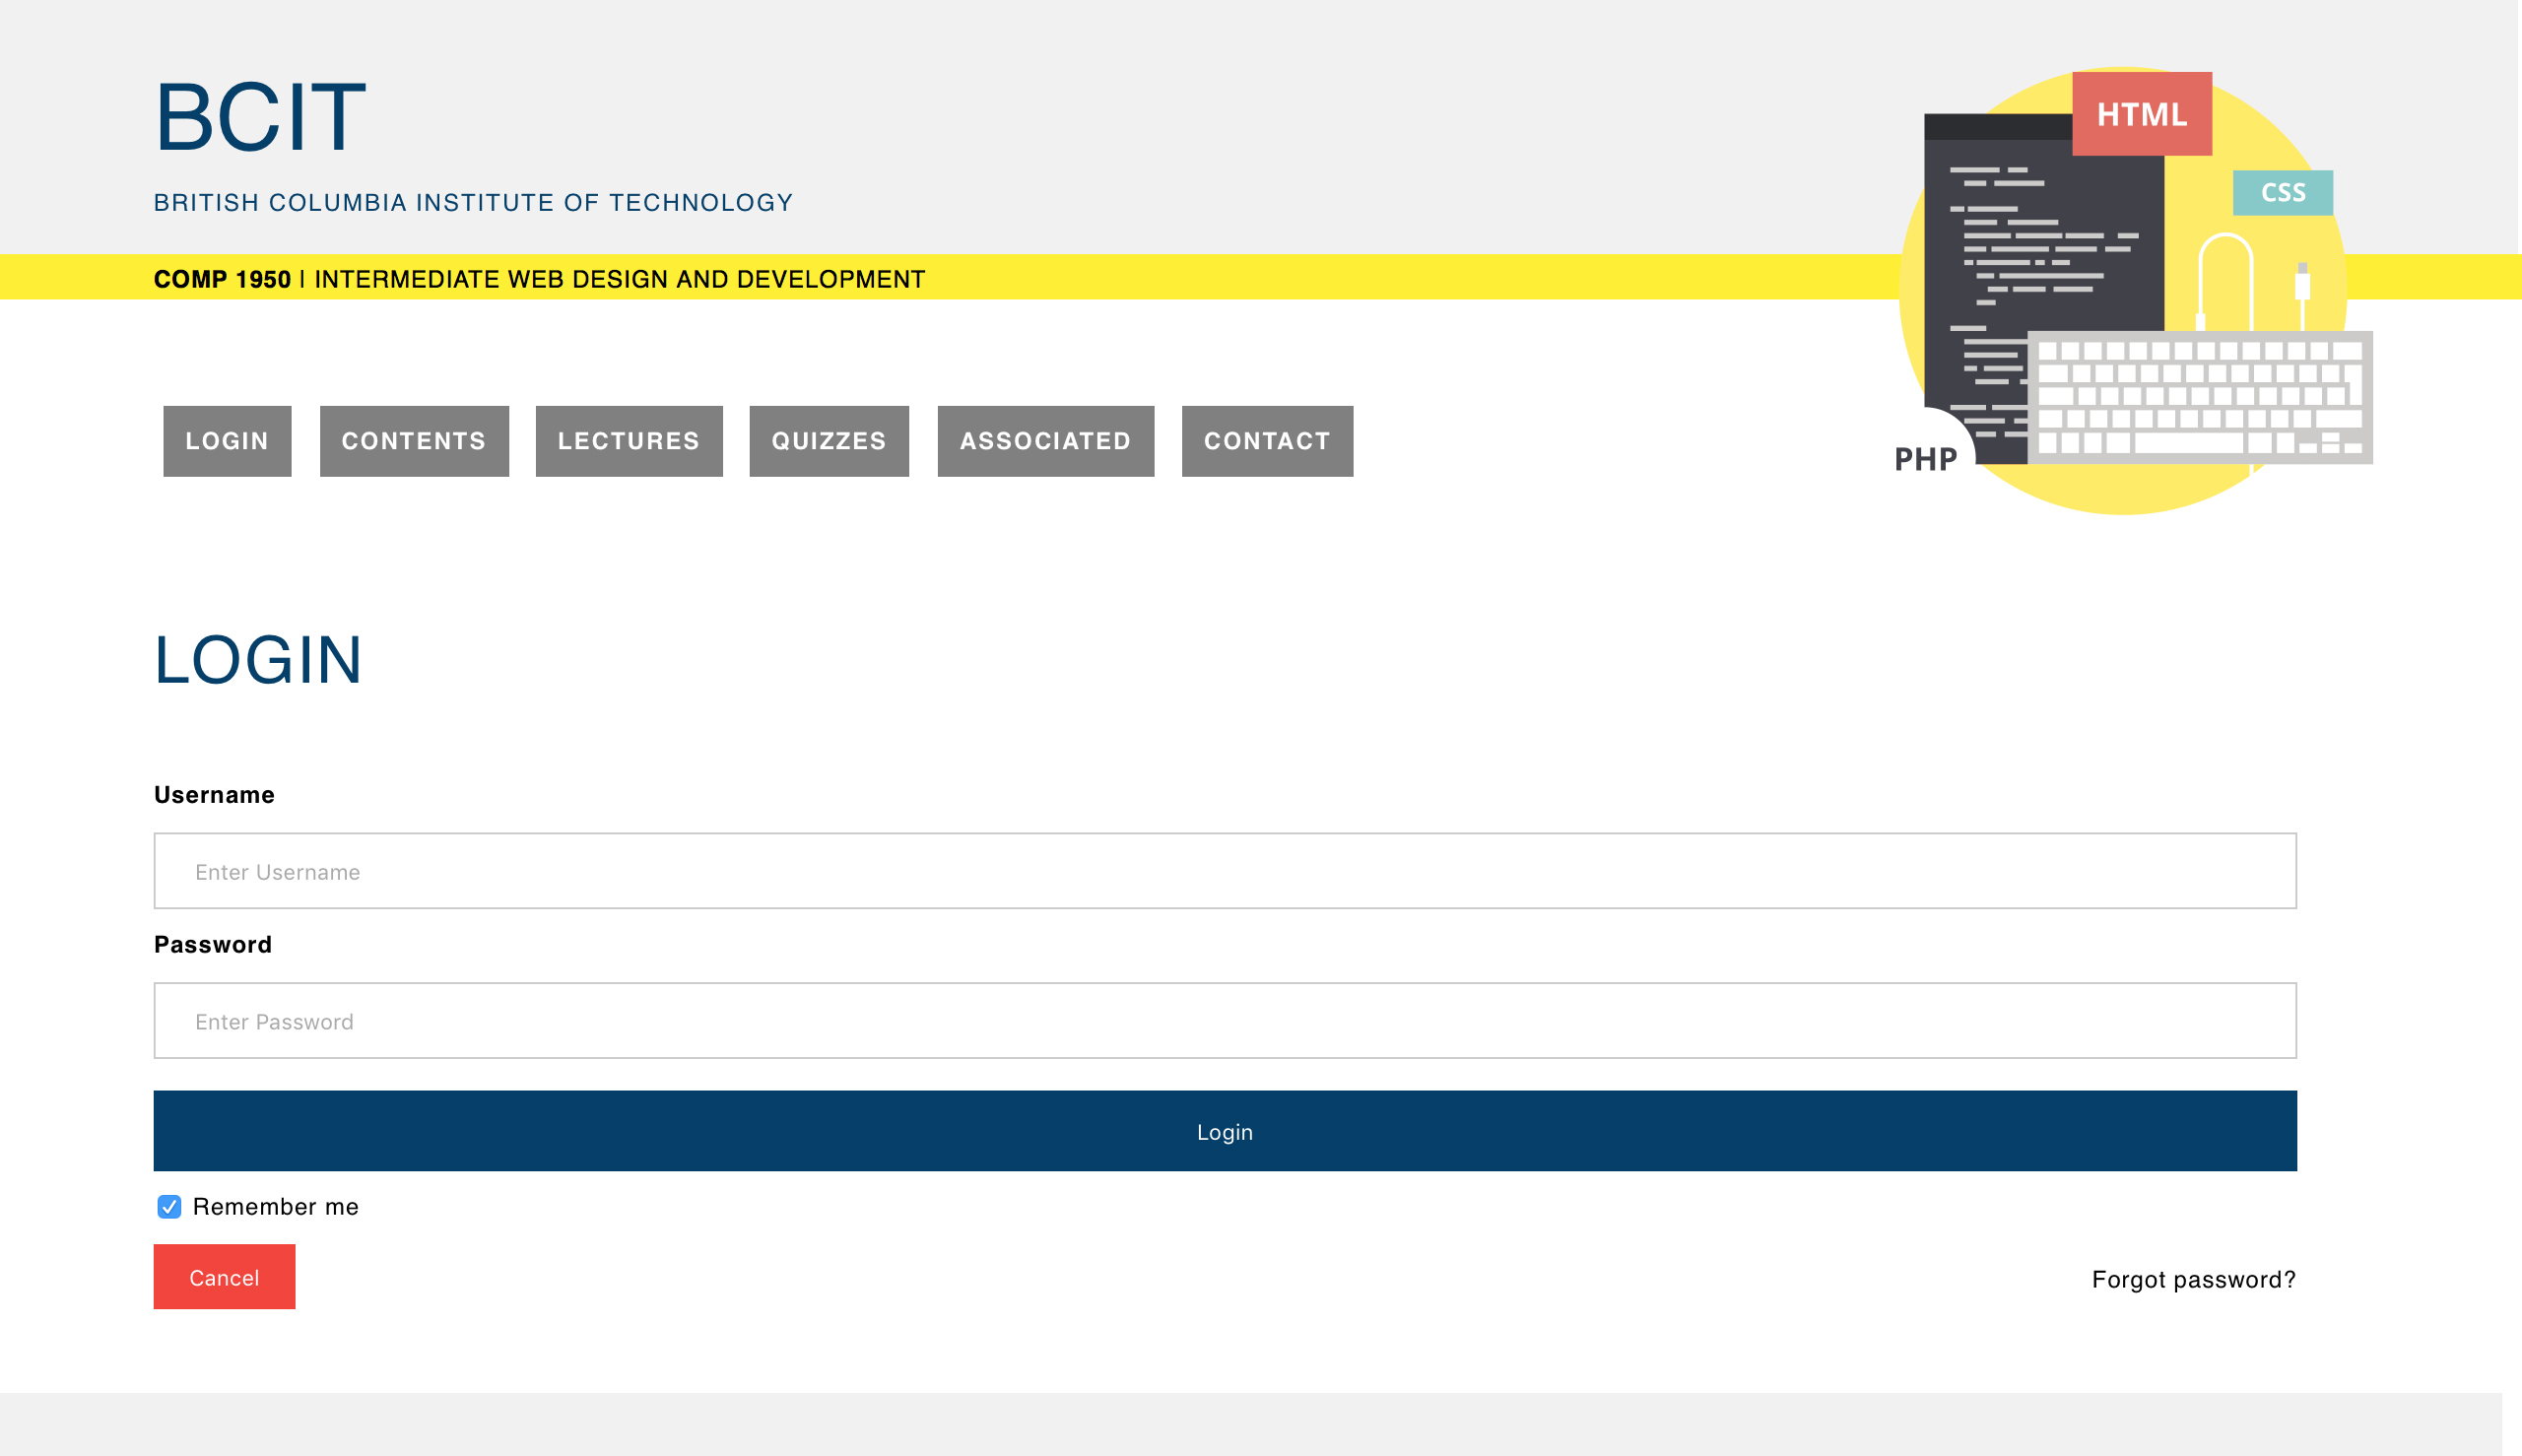 BCIT
BRITISH COLUMBIA INSTITUTE OF TECHNOLOGY
HTML
CSS
COMP 1950 | INTERMEDIATE WEB DESIGN AND DEVELOPMENT
LOGIN CONTENTS LECTURES QUIZZES ASSOCIATED CONTACT
PHP
LOGIN
Username
Enter Username
Password
Enter Password
Login
Remember me
Cancel Forgot password?